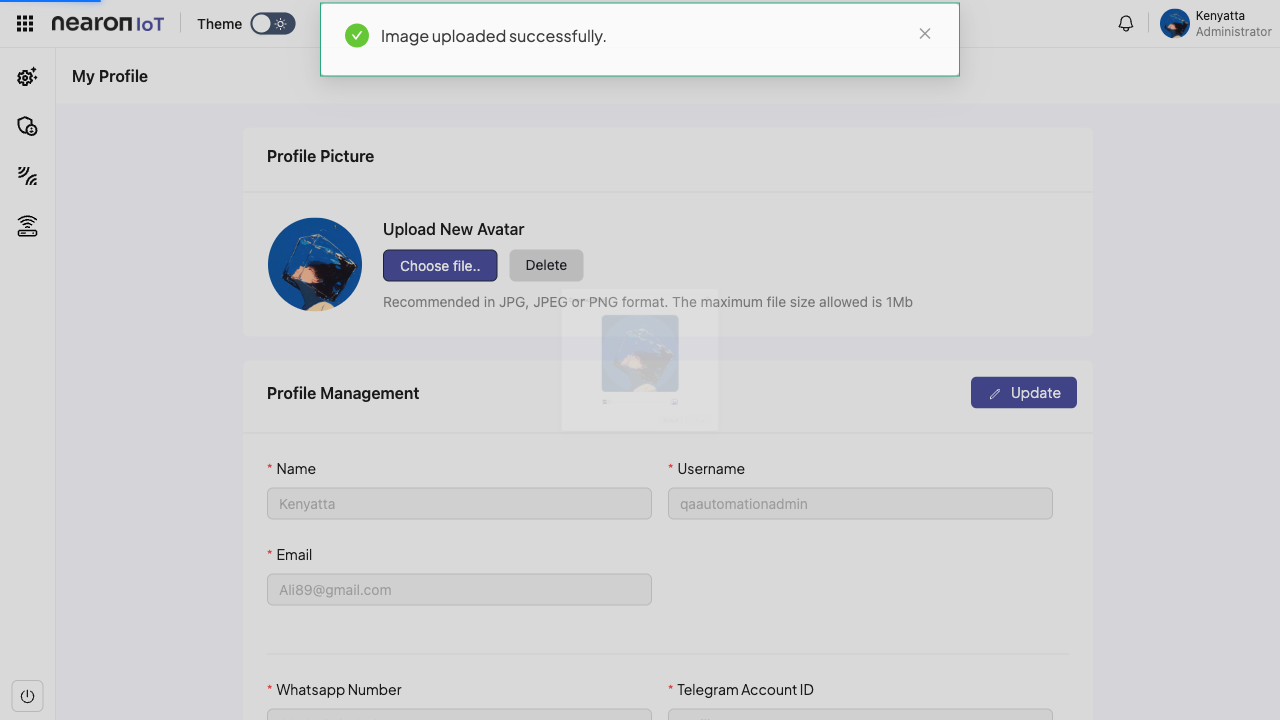 nearon IoT
Theme
Image uploaded successfully.
Kenyatta
Administrator
My Profile
Profile Picture
Upload New Avatar
Choose file..
Delete
Recommended in JPG, JPEG or PNG format. The maximum file size allowed is 1Mb
Profile Management
Update
* Name
* Username
Kenyatta
qaautomationadmin
* Email
Ali89@gmail.com
* Whatsapp Number
* Telegram Account ID